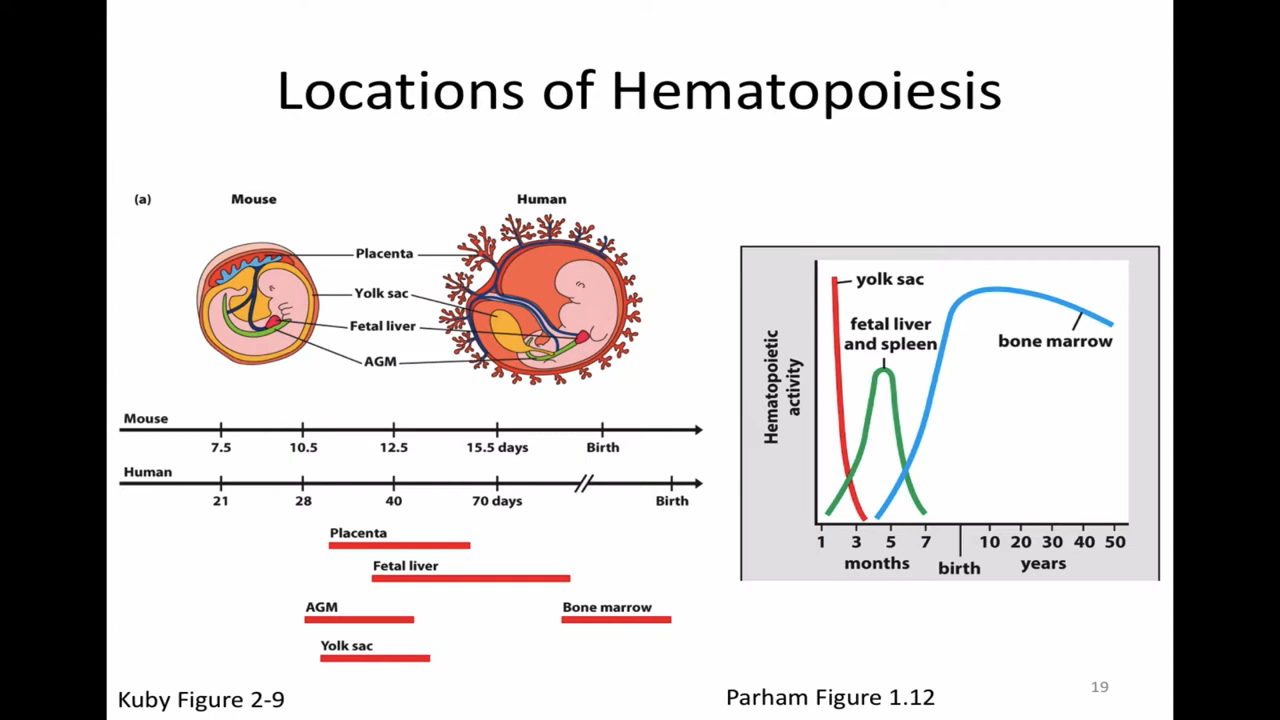 Locations of Hematopoiesis
(a)
Mouse
Human
Placenta
Yolk sac
Fetal liver
AGM
Mouse
7.5 10.5 12.5 15.5 days Birth
Human
21 28 40 70 days Birth
Placenta
Fetal liver
AGM
Bone marrow
Yolk sac
Kuby Figure 2-9
Hematopoietic
activity
yolk sac
fetal liver
and spleen
bone marrow
1 3 5 7 10 20 30 40 50
months birth years
Parham Figure 1.12
19